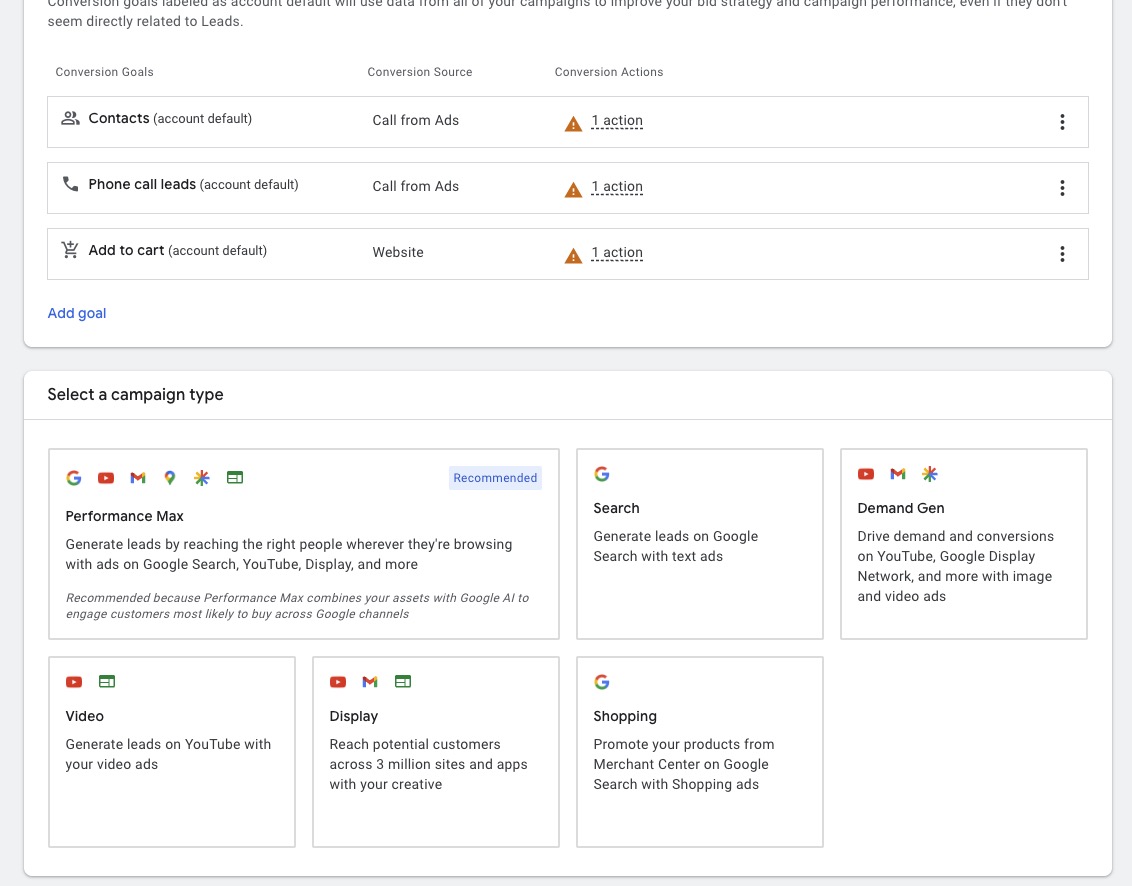 Conversion goals labeled as account default will use data from all of your campaigns to improve your bid strategy and campaign performance, even if they don't
seem directly related to Leads.
Conversion Goals Conversion Source Conversion Actions
Contacts (account default) Call from Ads 1 action
Phone call leads (account default) Call from Ads 1 action
Add to cart (account default) Website 1 action
Add goal
Select a campaign type
Recommended
Performance Max
Generate leads by reaching the right people wherever they're browsing
with ads on Google Search, YouTube, Display, and more
Recommended because Performance Max combines your assets with Google AI to
engage customers most likely to buy across Google channels
Search
Generate leads on Google
Search with text ads
Demand Gen
Drive demand and conversions
on YouTube, Google Display
Network, and more with image
and video ads
Video
Generate leads on YouTube with
your video ads
Display
Reach potential customers
across 3 million sites and apps
with your creative
Shopping
Promote your products from
Merchant Center on Google
Search with Shopping ads